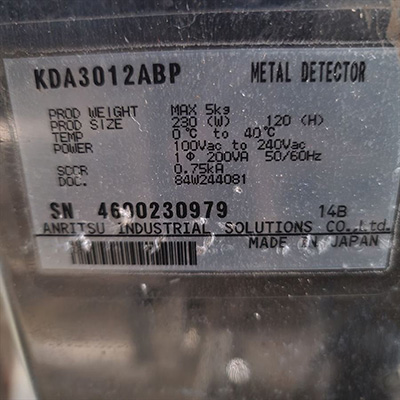 KDA3012ABP METAL DETECTOR
PROD WEIGHT MAX 5kg
PROD SIZE 230 (W) 120 (H)
TEMP 0°C to 40°C
POWER 100Vac to 240Vac
1Φ 200VA 50/60Hz
SCCR 0.75kA
DOC. 84W244081
SN 4600230979 14B
ANRITSU INDUSTRIAL SOLUTIONS CO.,Ltd.
MADE IN JAPAN